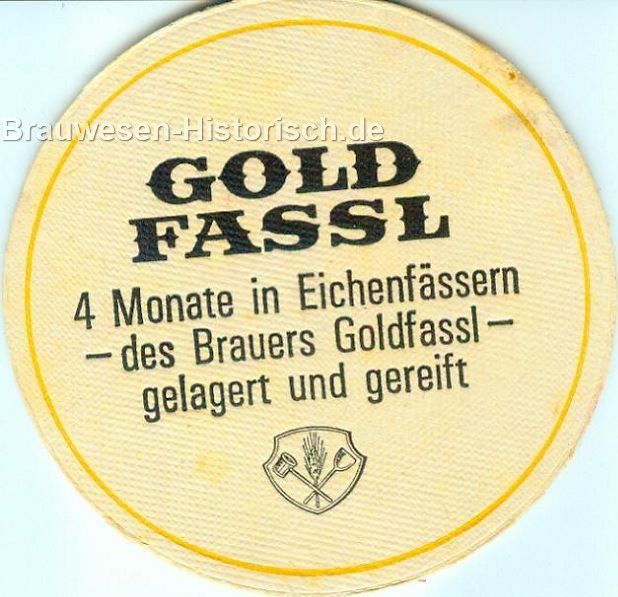 Brauwesen-Historisch.de
GOLD
FASSL
4 Monate in Eichenfässern
– des Brauers Goldfassl –
gelagert und gereift